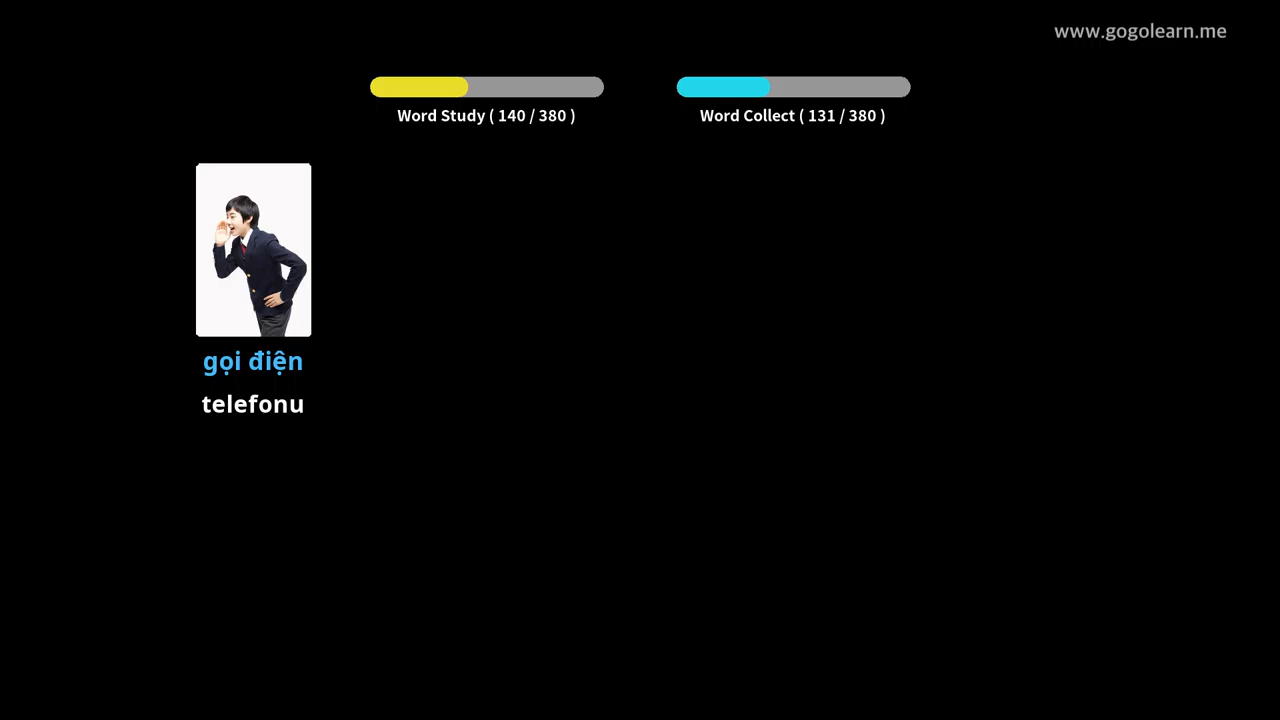 www.gogolearn.me
Word Study ( 140 / 380 )
Word Collect ( 131 / 380 )
gọi điện
telefonu